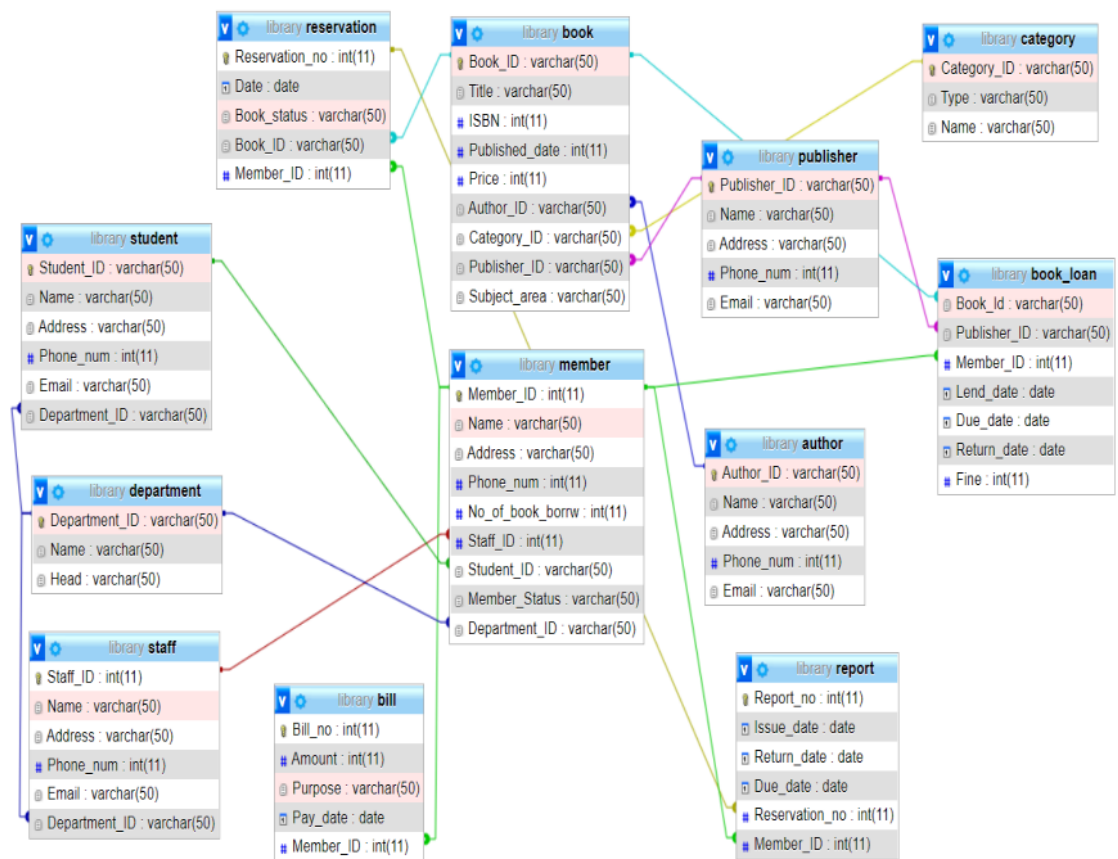 library reservation
Reservation_no : int(11)
Date : date
Book_status : varchar(50)
Book_ID : varchar(50)
Member_ID : int(11)
library book
Book_ID : varchar(50)
Title : varchar(50)
ISBN : int(11)
Published_date : int(11)
Price : int(11)
Author_ID : varchar(50)
Category_ID : varchar(50)
Publisher_ID : varchar(50)
Subject_area : varchar(50)
library category
Category_ID : varchar(50)
Type : varchar(50)
Name : varchar(50)
library publisher
Publisher_ID : varchar(50)
Name : varchar(50)
Address : varchar(50)
Phone_num : int(11)
Email : varchar(50)
library student
Student_ID : varchar(50)
Name : varchar(50)
Address : varchar(50)
Phone_num : int(11)
Email : varchar(50)
Department_ID : varchar(50)
library book_loan
Book_Id : varchar(50)
Publisher_ID : varchar(50)
Member_ID : int(11)
Lend_date : date
Due_date : date
Return_date : date
Fine : int(11)
library member
Member_ID : int(11)
Name : varchar(50)
Address : varchar(50)
Phone_num : int(11)
No_of_book_borrw : int(11)
Staff_ID : int(11)
Student_ID : varchar(50)
Member_Status : varchar(50)
Department_ID : varchar(50)
library author
Author_ID : varchar(50)
Name : varchar(50)
Address : varchar(50)
Phone_num : int(11)
Email : varchar(50)
library department
Department_ID : varchar(50)
Name : varchar(50)
Head : varchar(50)
library staff
Staff_ID : int(11)
Name : varchar(50)
Address : varchar(50)
Phone_num : int(11)
Email : varchar(50)
Department_ID : varchar(50)
library bill
Bill_no : int(11)
Amount : int(11)
Purpose : varchar(50)
Pay_date : date
Member_ID : int(11)
library report
Report_no : int(11)
Issue_date : date
Return_date : date
Due_date : date
Reservation_no : int(11)
Member_ID : int(11)